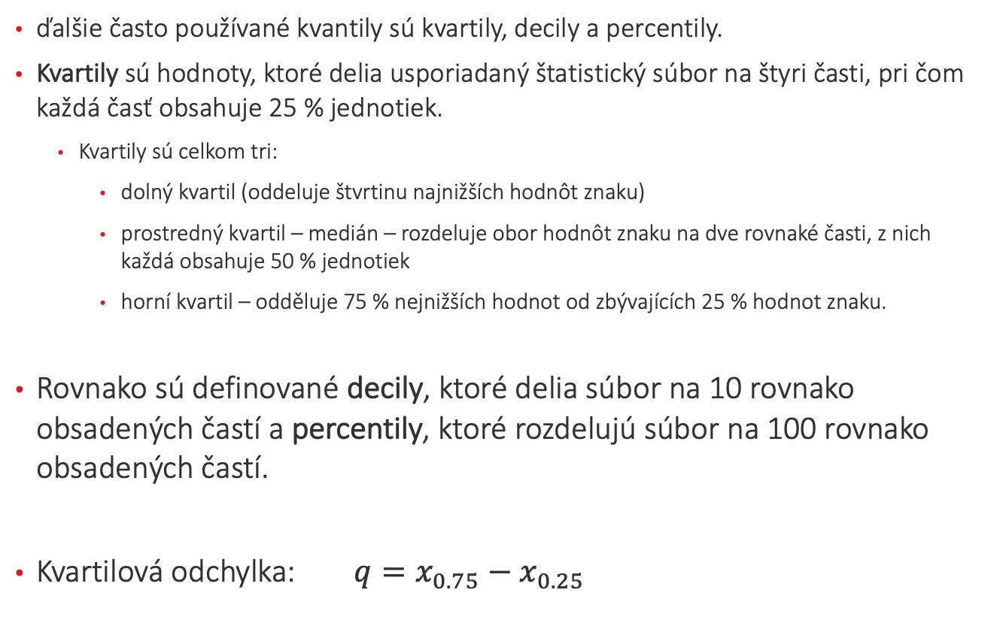 • ďalšie často používané kvantily sú kvartily, decily a percentily.
• Kvartily sú hodnoty, ktoré delia usporiadaný štatistický súbor na štyri časti, pri čom
každá časť obsahuje 25 % jednotiek.
• Kvartily sú celkom tri:
• dolný kvartil (oddeluje štvrtinu najnižších hodnôt znaku)
• prostredný kvartil – medián – rozdeluje obor hodnôt znaku na dve rovnaké časti, z nich
každá obsahuje 50 % jednotiek
• horní kvartil – odděluje 75 % nejnižších hodnot od zbývajících 25 % hodnot znaku.
• Rovnako sú definované decily, ktoré delia súbor na 10 rovnako
obsadených častí a percentily, ktoré rozdelujú súbor na 100 rovnako
obsadených častí.
• Kvartilová odchylka: q = x₀.₇₅ − x₀.₂₅